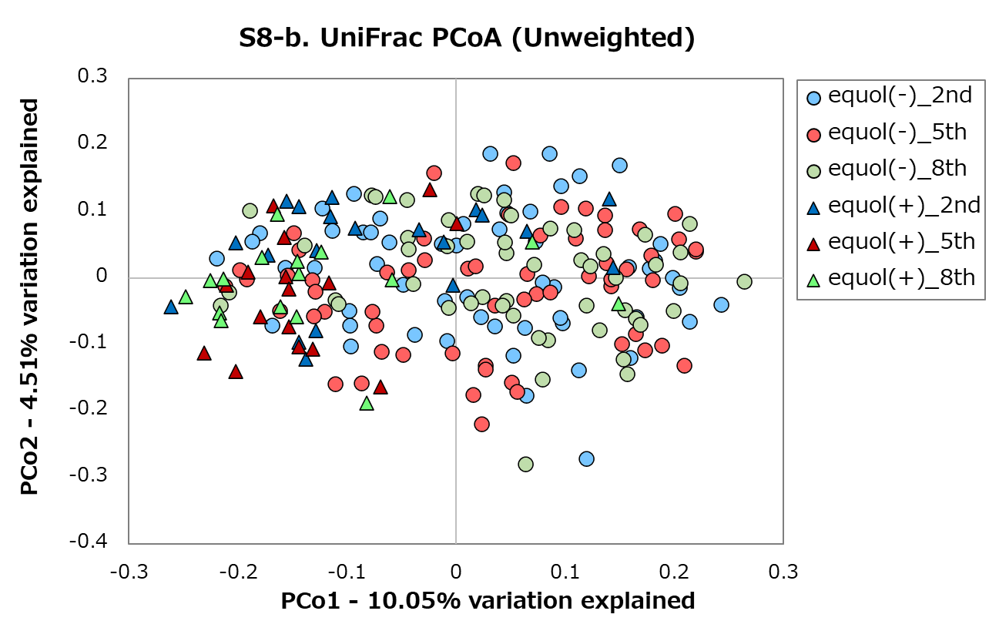 S8-b. UniFrac PCoA (Unweighted)
PCo2 - 4.51% variation explained
0.3
0.2
0.1
0
-0.1
-0.2
-0.3
-0.4
-0.3
-0.2
-0.1
0
0.1
0.2
0.3
PCo1 - 10.05% variation explained
equol(-)_2nd
equol(-)_5th
equol(-)_8th
equol(+)_2nd
equol(+)_5th
equol(+)_8th